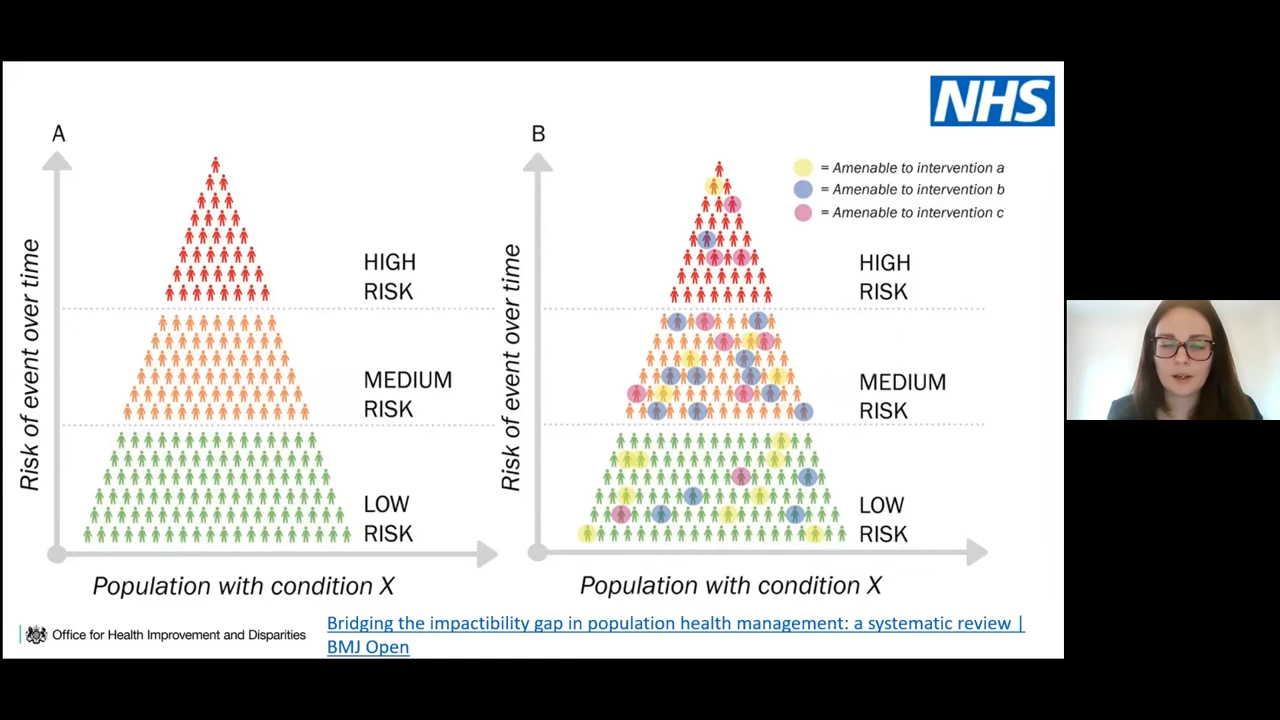 NHS
A
Risk of event over time
HIGH
RISK
MEDIUM
RISK
LOW
RISK
Population with condition X
B
= Amenable to intervention a
= Amenable to intervention b
= Amenable to intervention c
Risk of event over time
HIGH
RISK
MEDIUM
RISK
LOW
RISK
Population with condition X
Office for Health Improvement and Disparities
Bridging the impactibility gap in population health management: a systematic review |
BMJ Open